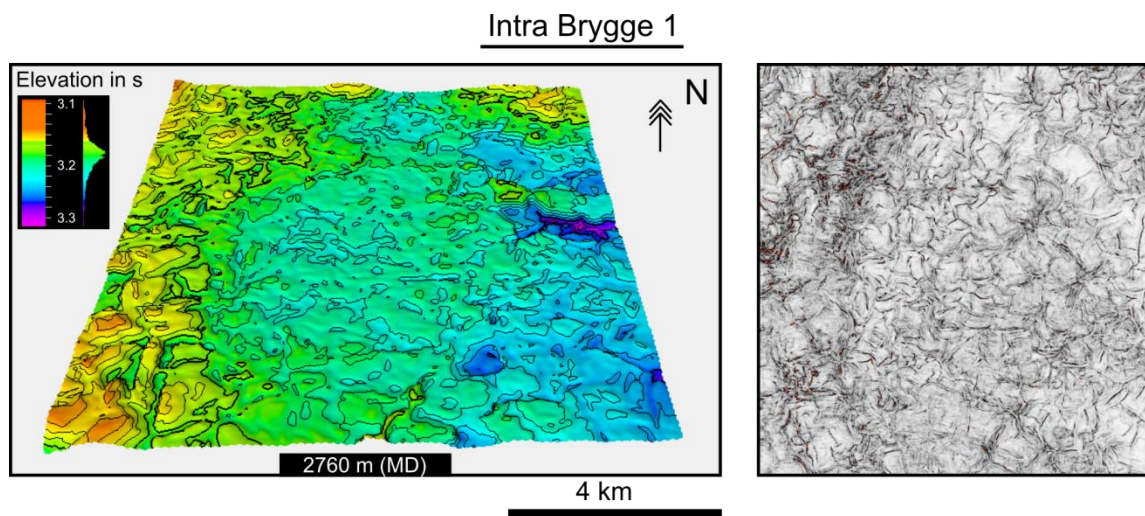 Intra Brygge 1
Elevation in s
3.1
3.2
3.3
N
2760 m (MD)
4 km